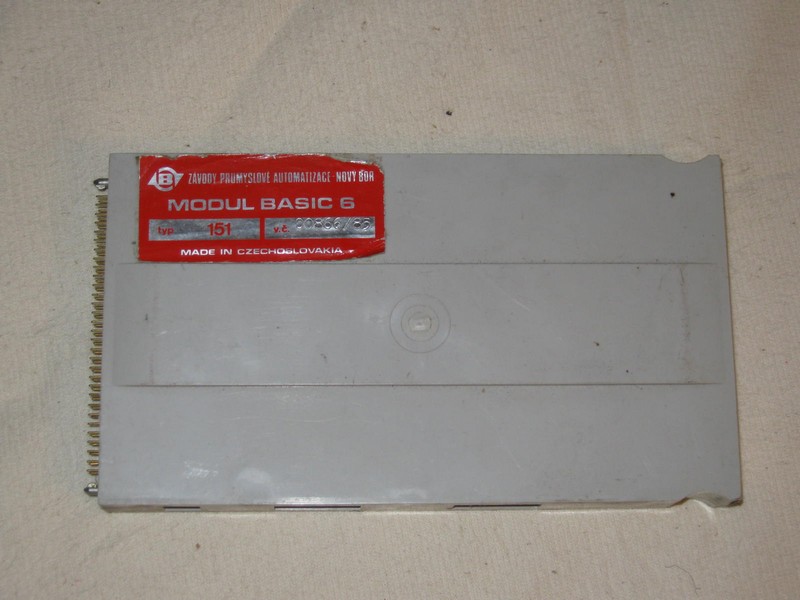 B ZÁVODY PRŮMYSLOVÉ AUTOMATIZACE NOVÝ BOR
MODUL BASIC 6
typ 151 v.č.
MADE IN CZECHOSLOVAKIA